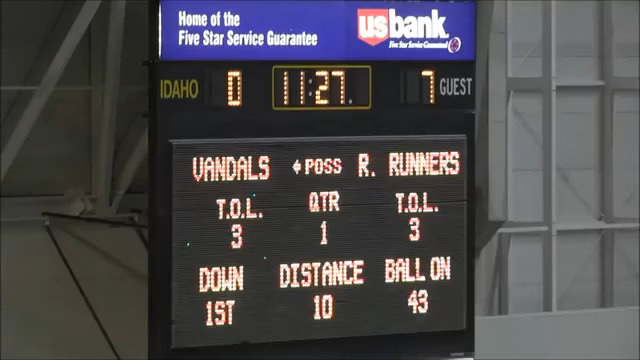 Home of the
Five Star Service Guarantee
usbank.
Five Star Service Guaranteed
IDAHO 0 11:27 7 GUEST
VANDALS ←POSS R. RUNNERS
T.O.L. QTR T.O.L.
3 1 3
DOWN DISTANCE BALL ON
1ST 10 43